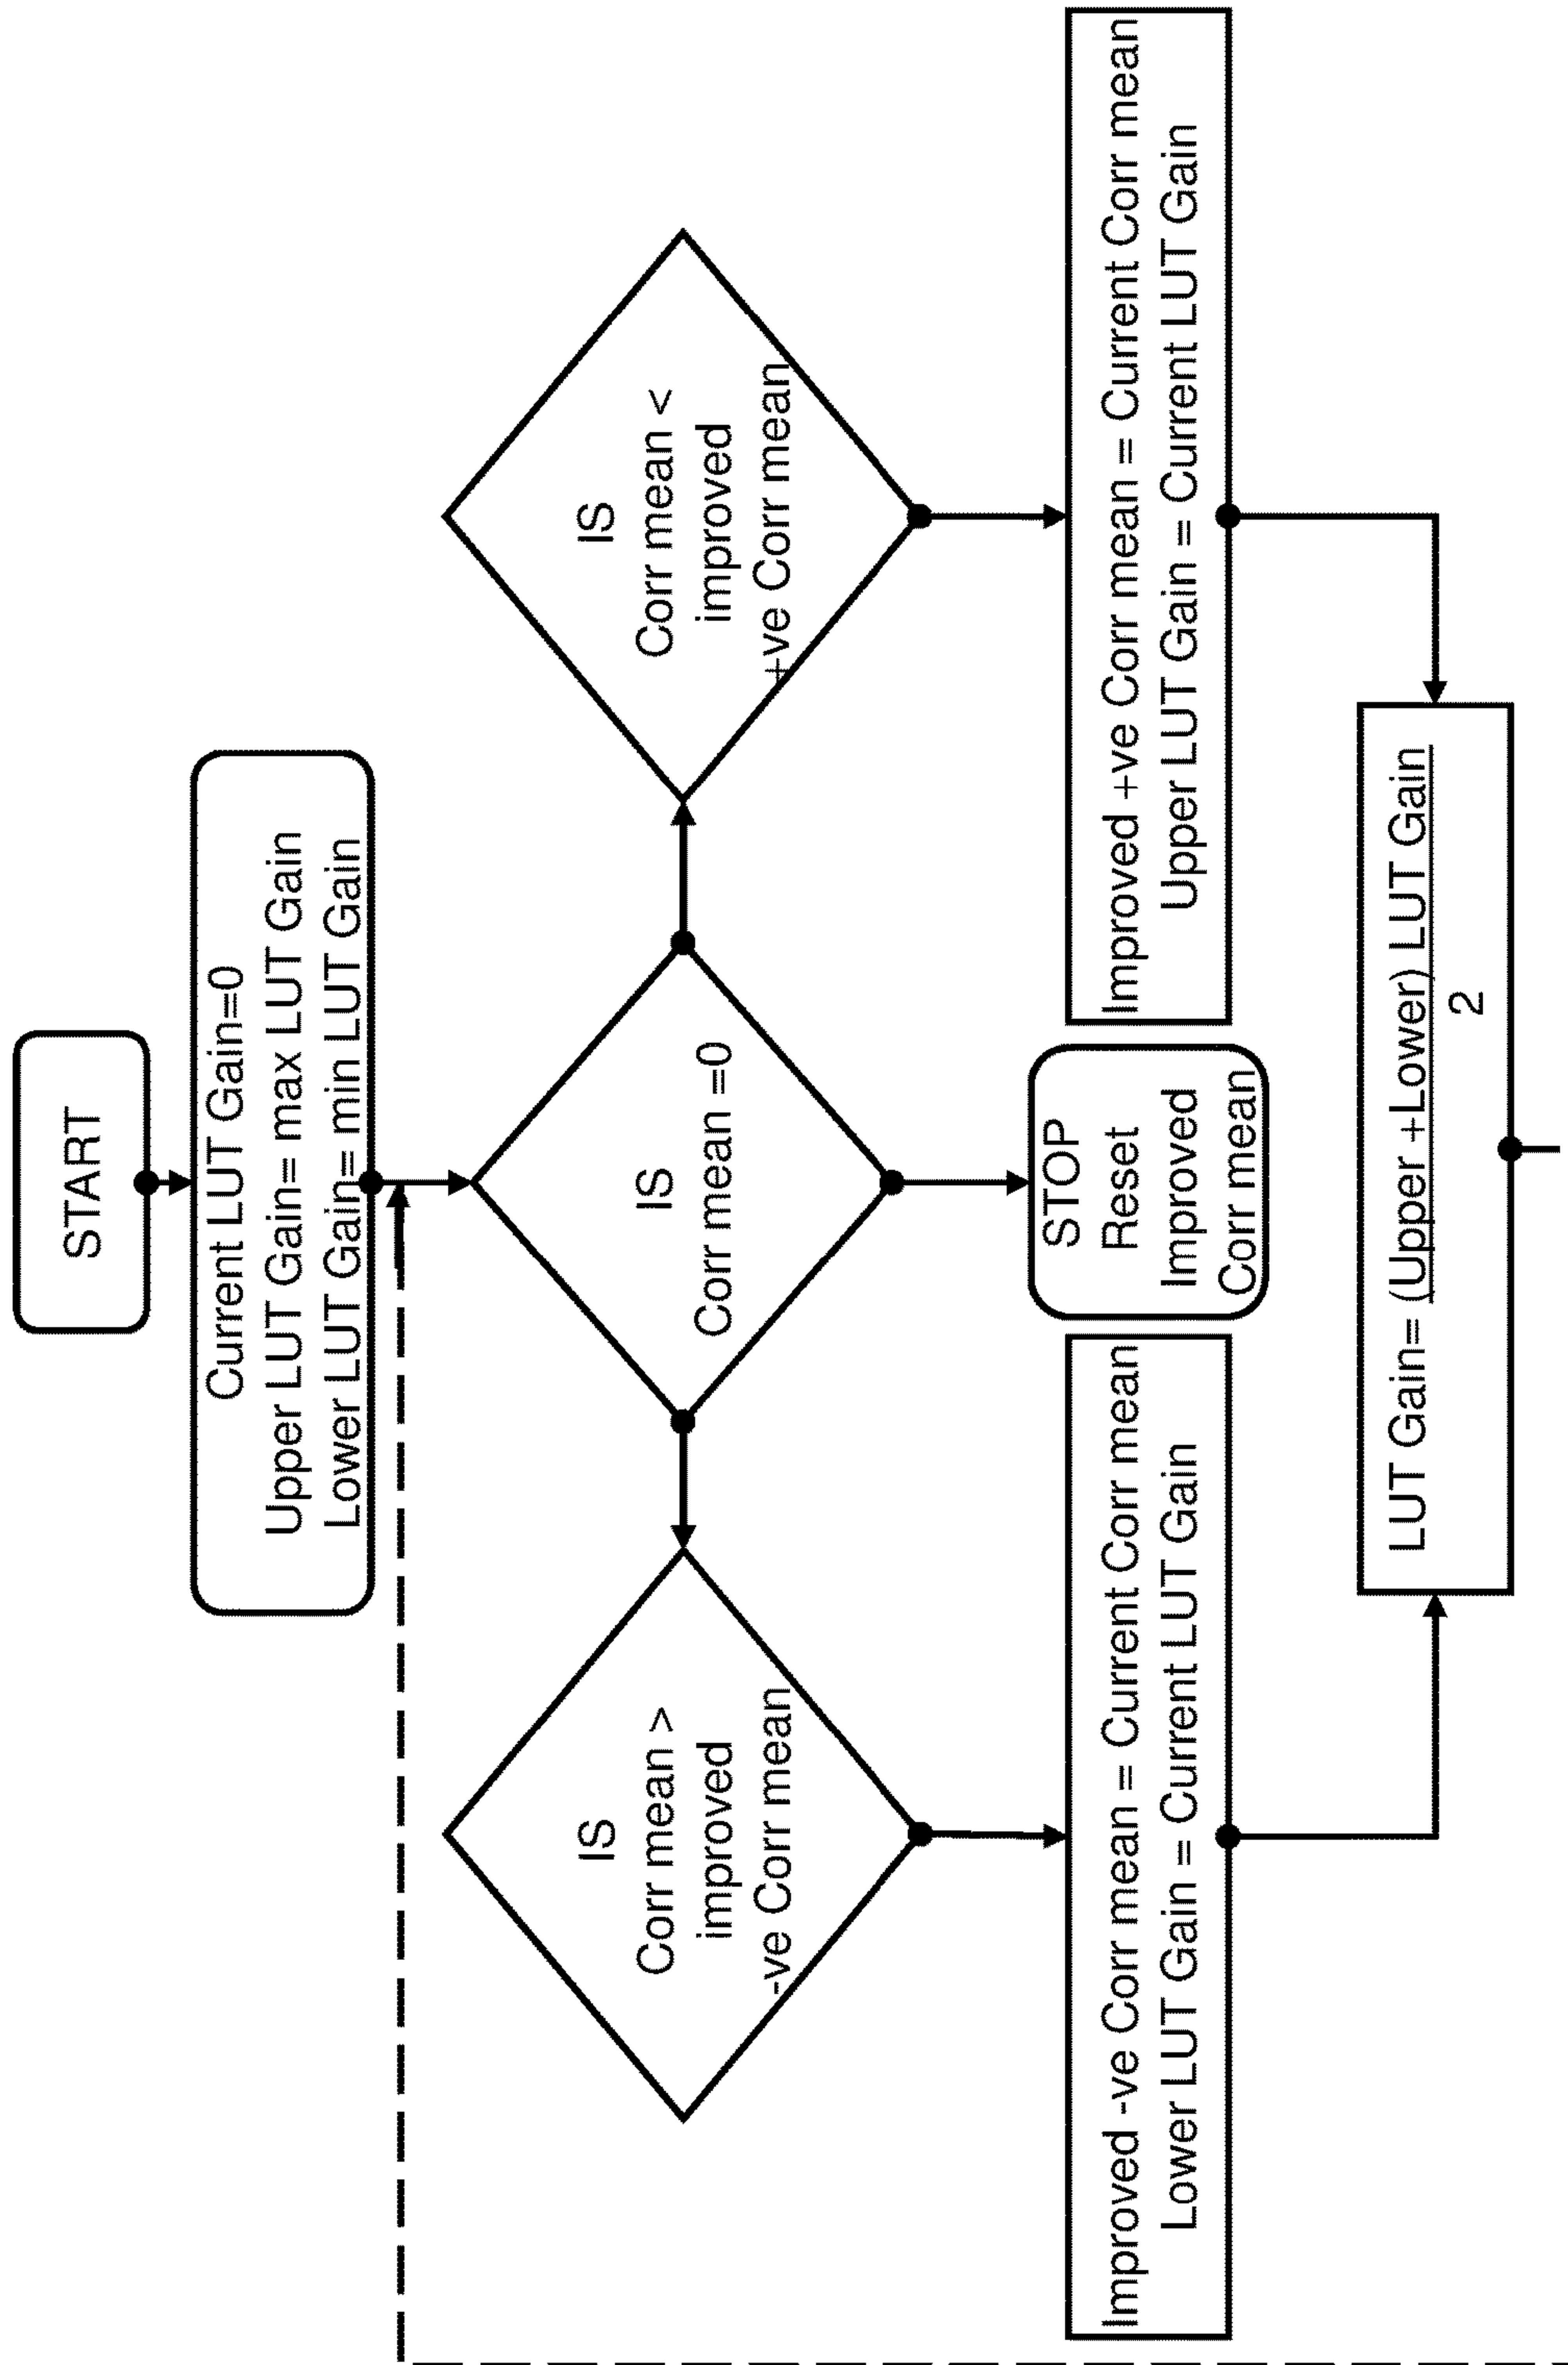 START
Current LUT Gain=0
Upper LUT Gain= max LUT Gain
Lower LUT Gain= min LUT Gain
IS
Corr mean >
improved
-ve Corr mean
IS
Corr mean =0
IS
Corr mean <
improved
+ve Corr mean
Improved -ve Corr mean = Current Corr mean
Lower LUT Gain = Current LUT Gain
STOP
Reset
Improved
Corr mean
Improved +ve Corr mean = Current Corr mean
Upper LUT Gain = Current LUT Gain
LUT Gain= (Upper +Lower) LUT Gain
2